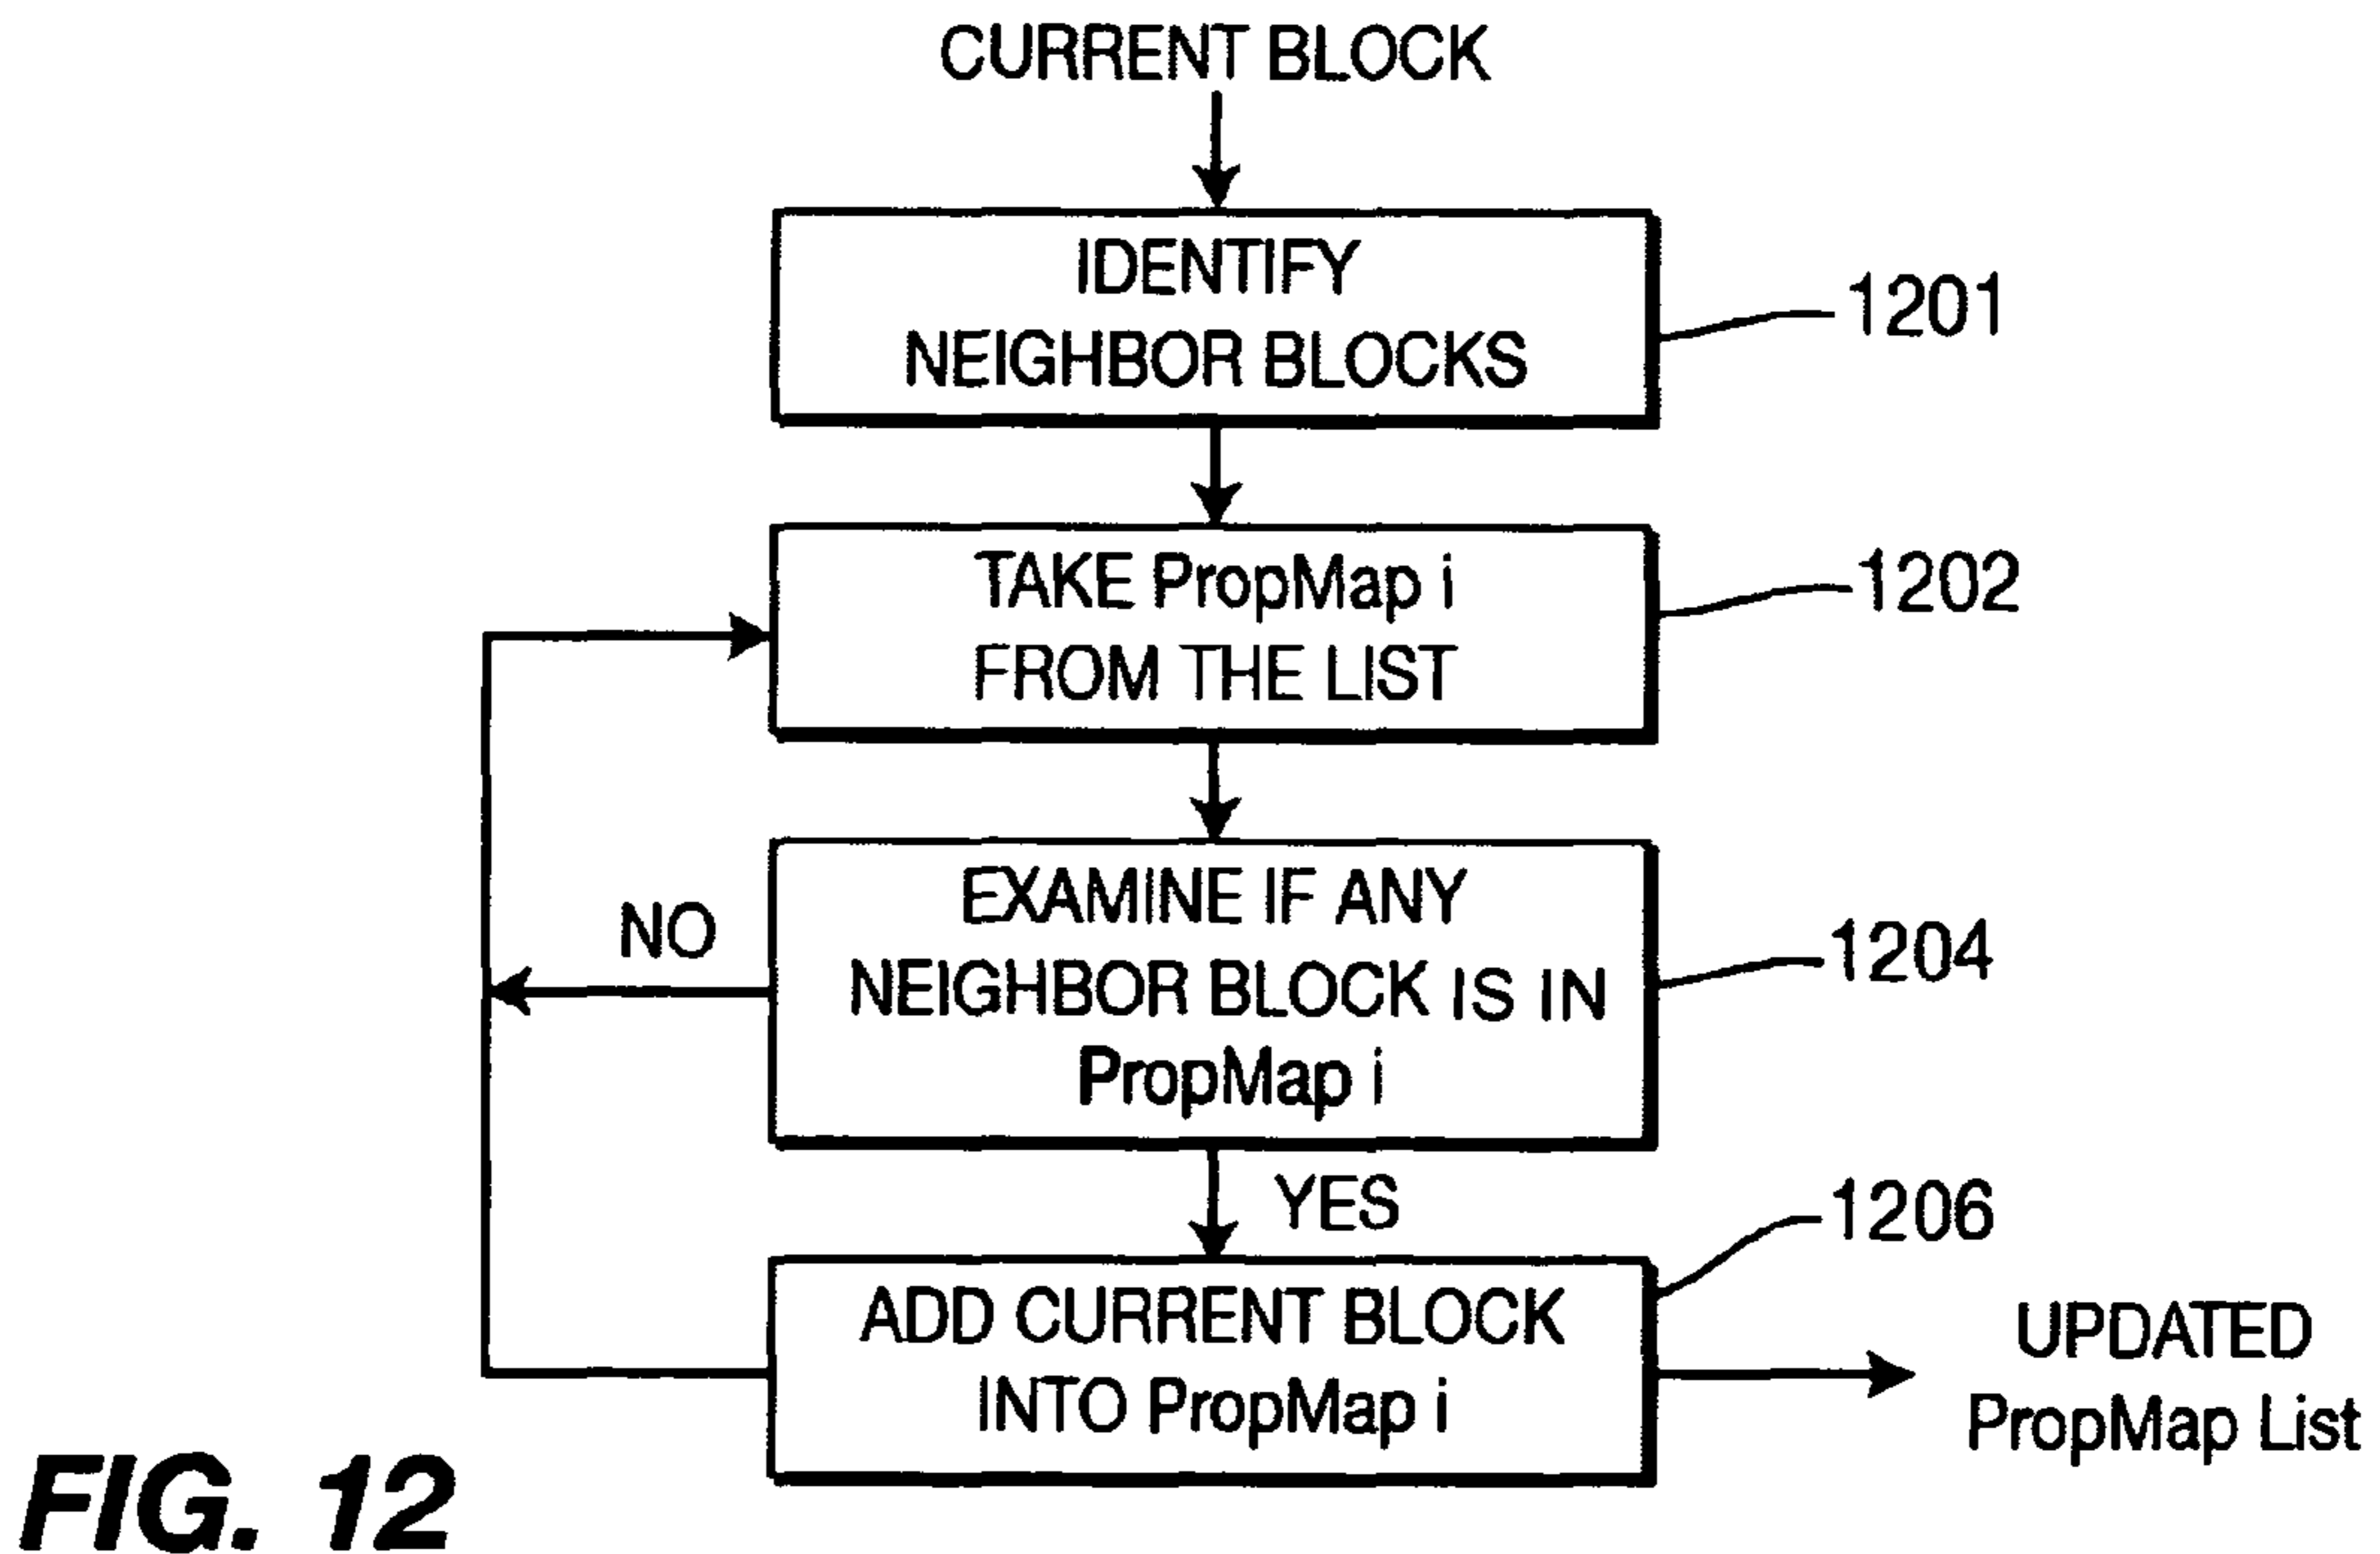 CURRENT BLOCK
IDENTIFY
NEIGHBOR BLOCKS
1201
TAKE PropMap i
FROM THE LIST
1202
EXAMINE IF ANY
NEIGHBOR BLOCK IS IN
PropMap i
1204
NO
YES
ADD CURRENT BLOCK
INTO PropMap i
1206
UPDATED
PropMap List
FIG. 12